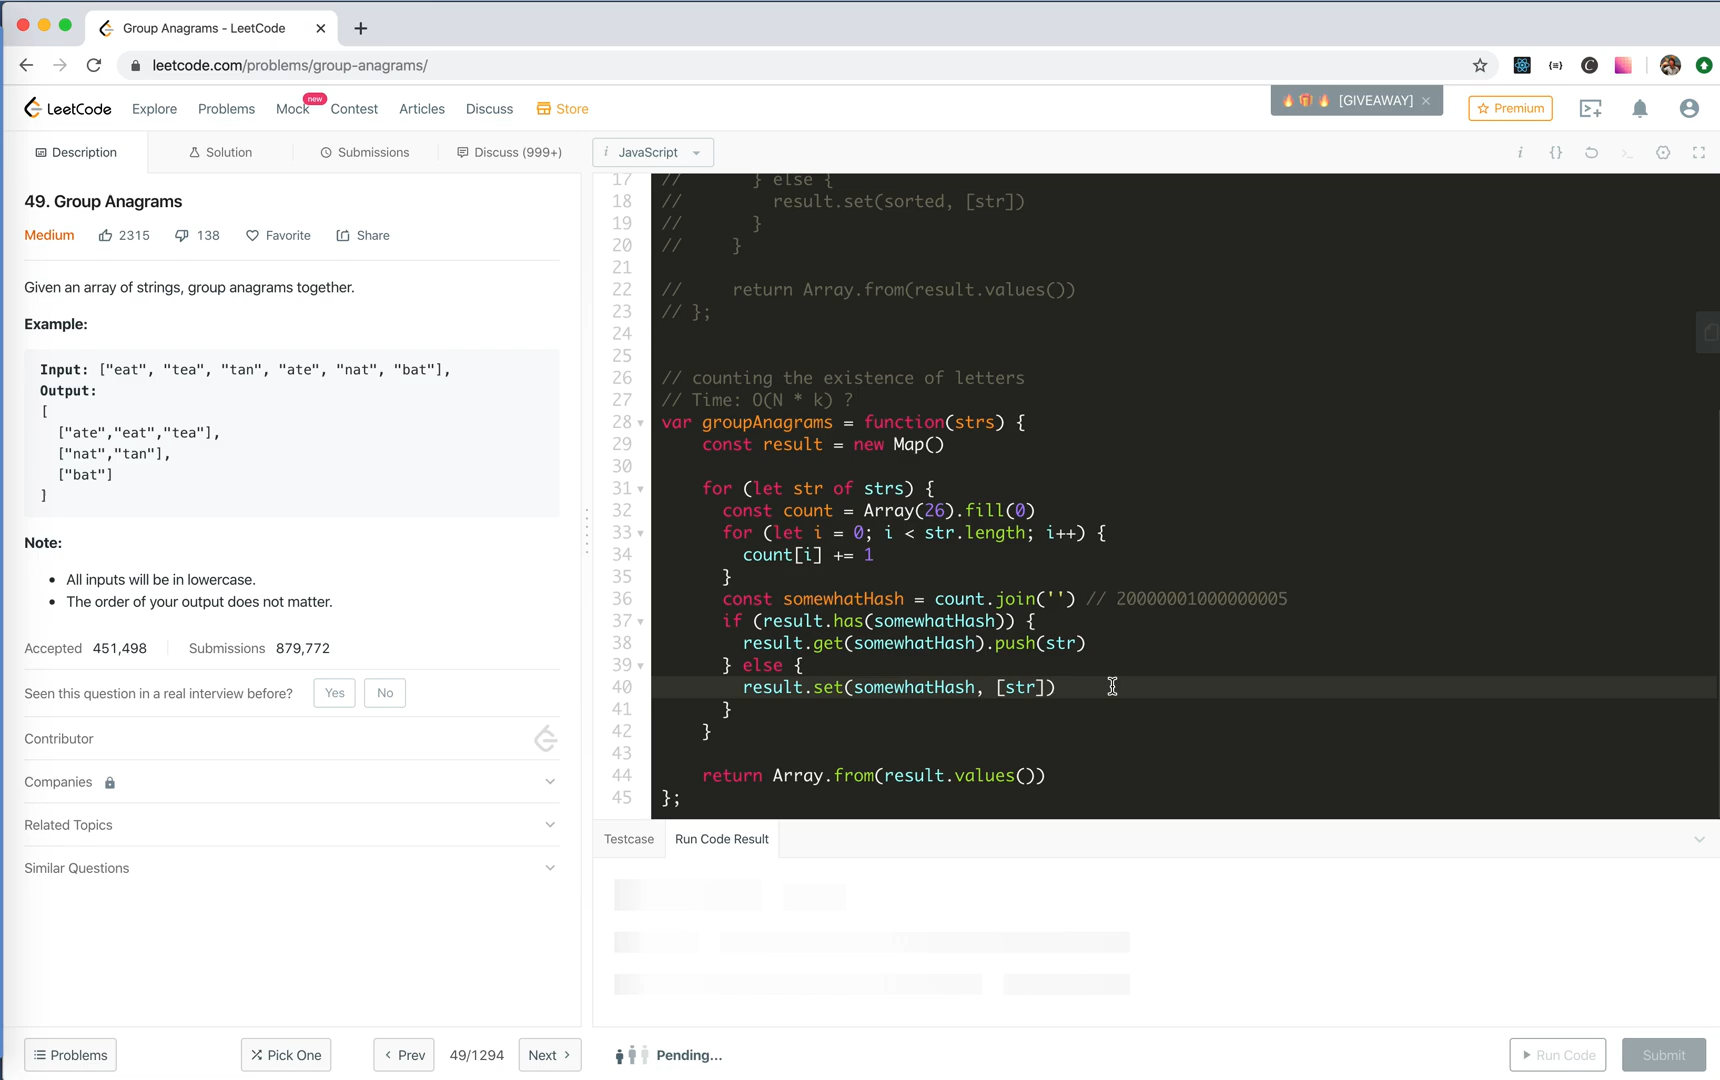 Group Anagrams - LeetCode
leetcode.com/problems/group-anagrams/
LeetCode Explore Problems Mock new Contest Articles Discuss Store [GIVEAWAY] Premium
Description Solution Submissions Discuss (999+)
i JavaScript
49. Group Anagrams
Medium 2315 138 Favorite Share
Given an array of strings, group anagrams together.
Example:
Input: ["eat", "tea", "tan", "ate", "nat", "bat"],
Output:
[
["ate","eat","tea"],
["nat","tan"],
["bat"]
]
Note:
All inputs will be in lowercase.
The order of your output does not matter.
Accepted 451,498 Submissions 879,772
Seen this question in a real interview before? Yes No
Contributor
Companies
Related Topics
Similar Questions
Problems Pick One Prev 49/1294 Next
17 // } else {
18 // result.set(sorted, [str])
19 // }
20 // }
21
22 // return Array.from(result.values())
23 // };
24
25
26 // counting the existence of letters
27 // Time: O(N * k) ?
28 var groupAnagrams = function(strs) {
29 const result = new Map()
30
31 for (let str of strs) {
32 const count = Array(26).fill(0)
33 for (let i = 0; i < str.length; i++) {
34 count[i] += 1
35 }
36 const somewhatHash = count.join('') // 20000001000000005
37 if (result.has(somewhatHash)) {
38 result.get(somewhatHash).push(str)
39 } else {
40 result.set(somewhatHash, [str])
41 }
42 }
43
44 return Array.from(result.values())
45 };
Testcase Run Code Result
Pending...
Run Code Submit